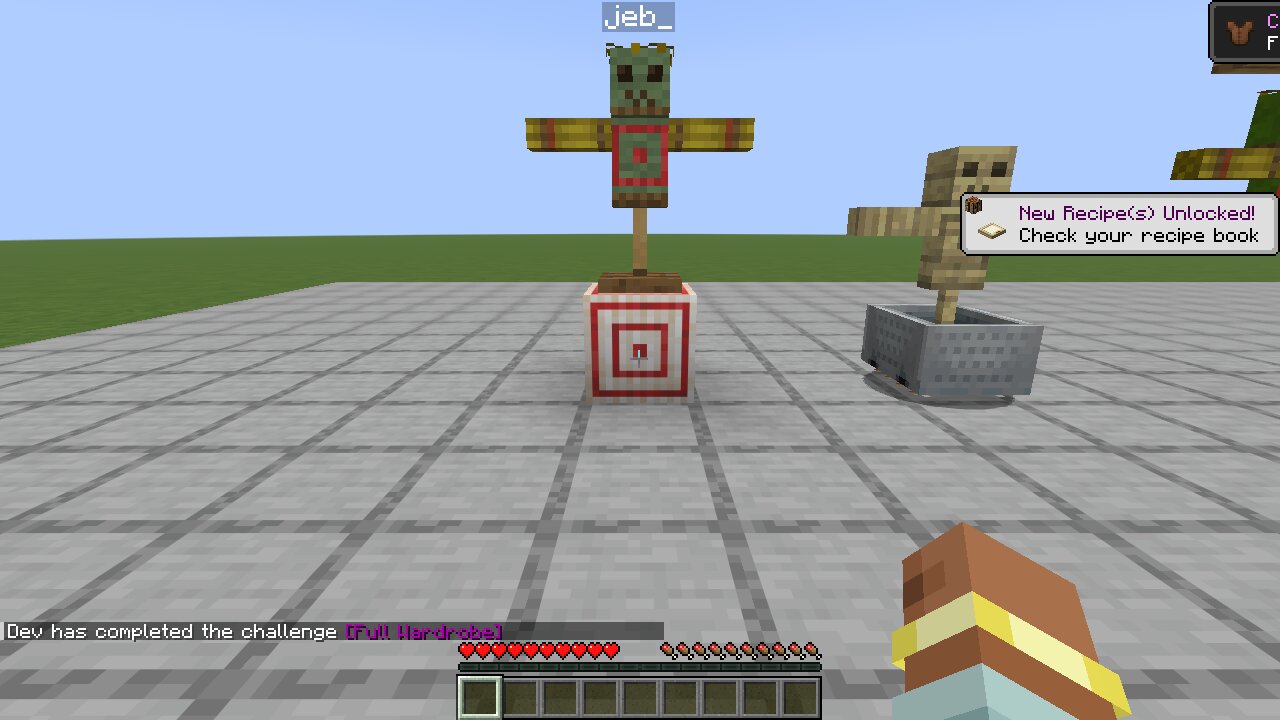 jeb_
C
F
New Recipe(s) Unlocked!
Check your recipe book
Dev has completed the challenge [Full Wardrobe]